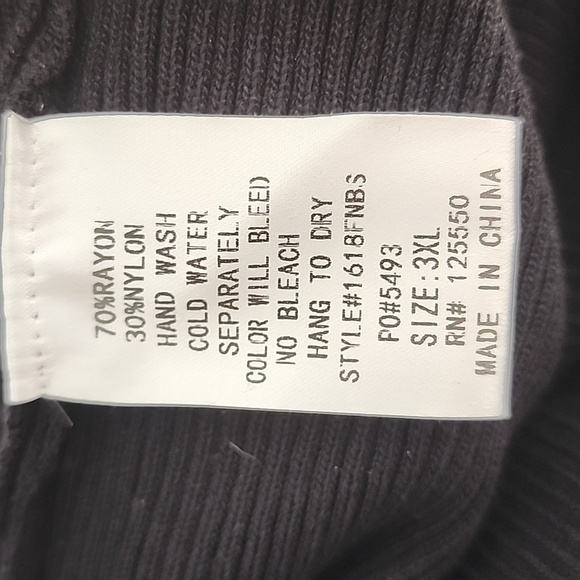 70%RAYON
30%NYLON
HAND WASH
COLD WATER
SEPARATELY
COLOR WILL BLEED
NO BLEACH
HANG TO DRY
STYLE#1618FNBS
PO#5493
SIZE:3XL
RN# 125550
MADE IN CHINA